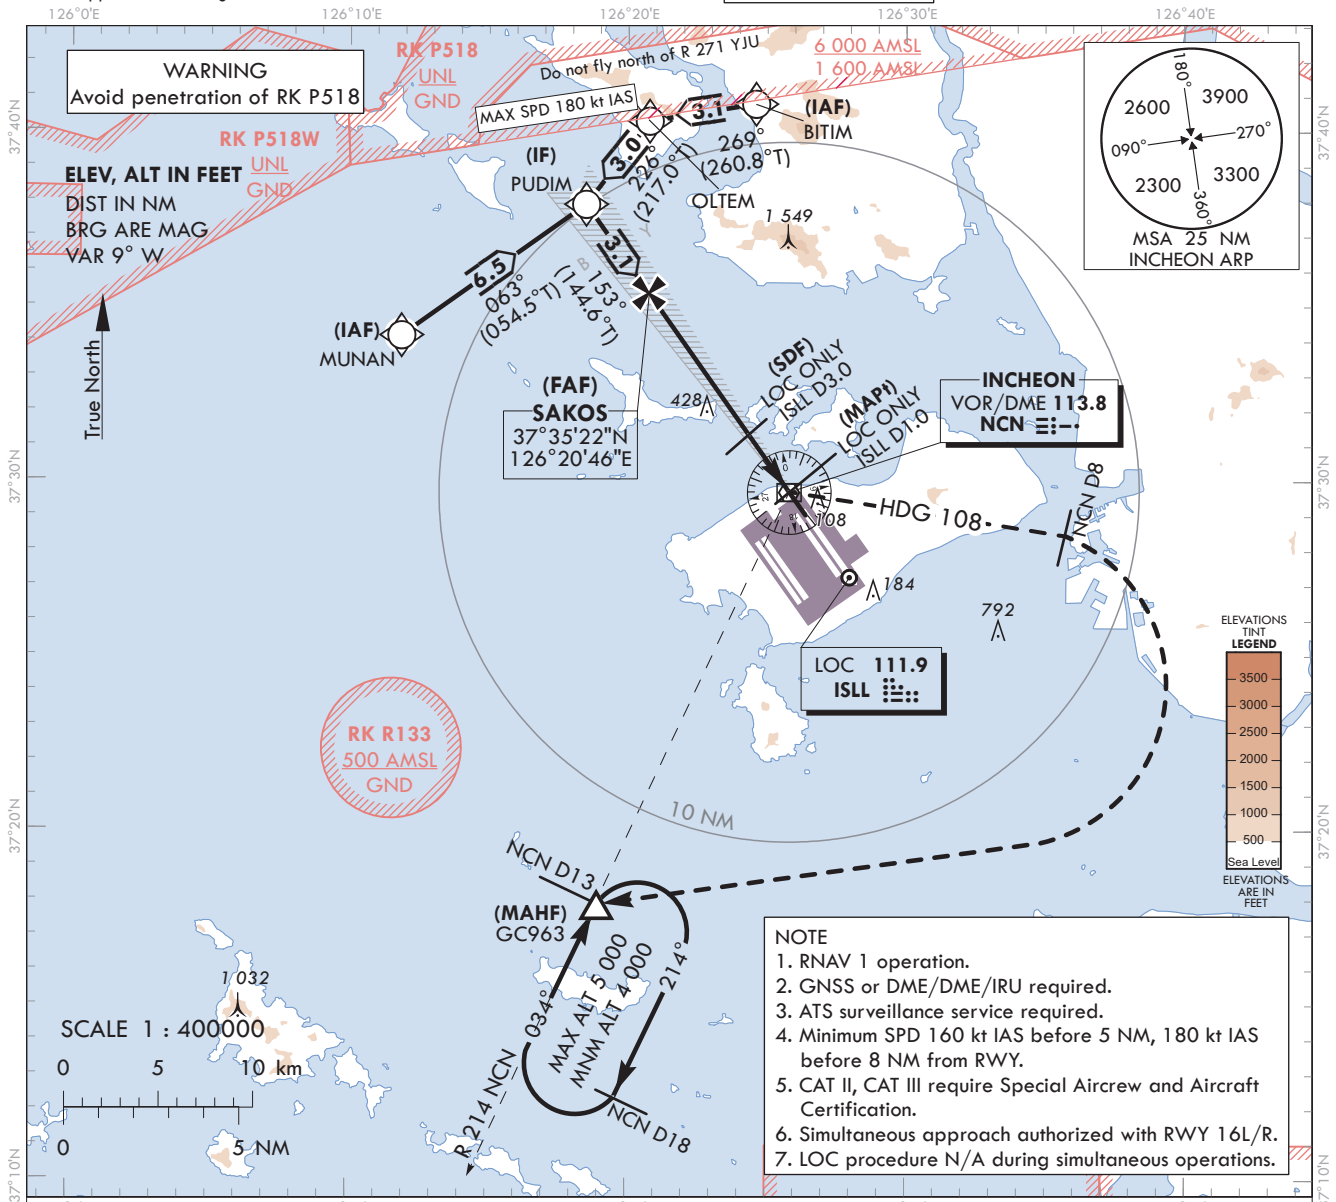 126°00'E
126°10'E
126°20'E
126°30'E
126°40'E
37°40'N
37°40'N
WARNING
Avoid penetration of RK P518
RK P518
UNL
GND
Do not fly north of R 271 YJU
6 000 AMSL
1 600 AMSL
MAX SPD 180 kt IAS
RK P518W
UNL
GND
ELEV, ALT IN FEET
DIST IN NM
BRG ARE MAG
VAR 9° W
True North
(IAF)
BITIM
3.1
269°
(260.8°T)
OLTEM
3.0
226°
(217.0°T)
(IF)
PUDIM
180°
2600
3900
090°
270°
2300
3300
360°
MSA 25 NM
INCHEON ARP
1 549
6.5
063°
(054.5°T)
(IAF)
MUNAN
3.1
153°
(144.6°T)
B
(FAF)
SAKOS
37°35'22"N
126°20'46"E
428
(SDF)
LOC ONLY
ISLL D3.0
(MAPt)
LOC ONLY
ISLL D1.0
INCHEON
VOR/DME 113.8
NCN
37°30'N
37°30'N
0
9
18
27
108
HDG 108
NCN D8
184
792
LOC 111.9
ISLL
RK R133
500 AMSL
GND
10 NM
ELEVATIONS
TINT
LEGEND
3500
3000
2500
2000
1500
1000
500
Sea Level
ELEVATIONS
ARE IN
FEET
37°20'N
37°20'N
NCN D13
(MAHF)
GC963
034°
MAX ALT 5 000
MNM ALT 4 000
214°
NCN D18
R 214 NCN
1 032
SCALE 1 : 400000
0 5 10 km
0 5 NM
NOTE
1. RNAV 1 operation.
2. GNSS or DME/DME/IRU required.
3. ATS surveillance service required.
4. Minimum SPD 160 kt IAS before 5 NM, 180 kt IAS
before 8 NM from RWY.
5. CAT II, CAT III require Special Aircrew and Aircraft
Certification.
6. Simultaneous approach authorized with RWY 16L/R.
7. LOC procedure N/A during simultaneous operations.
37°10'N
37°10'N